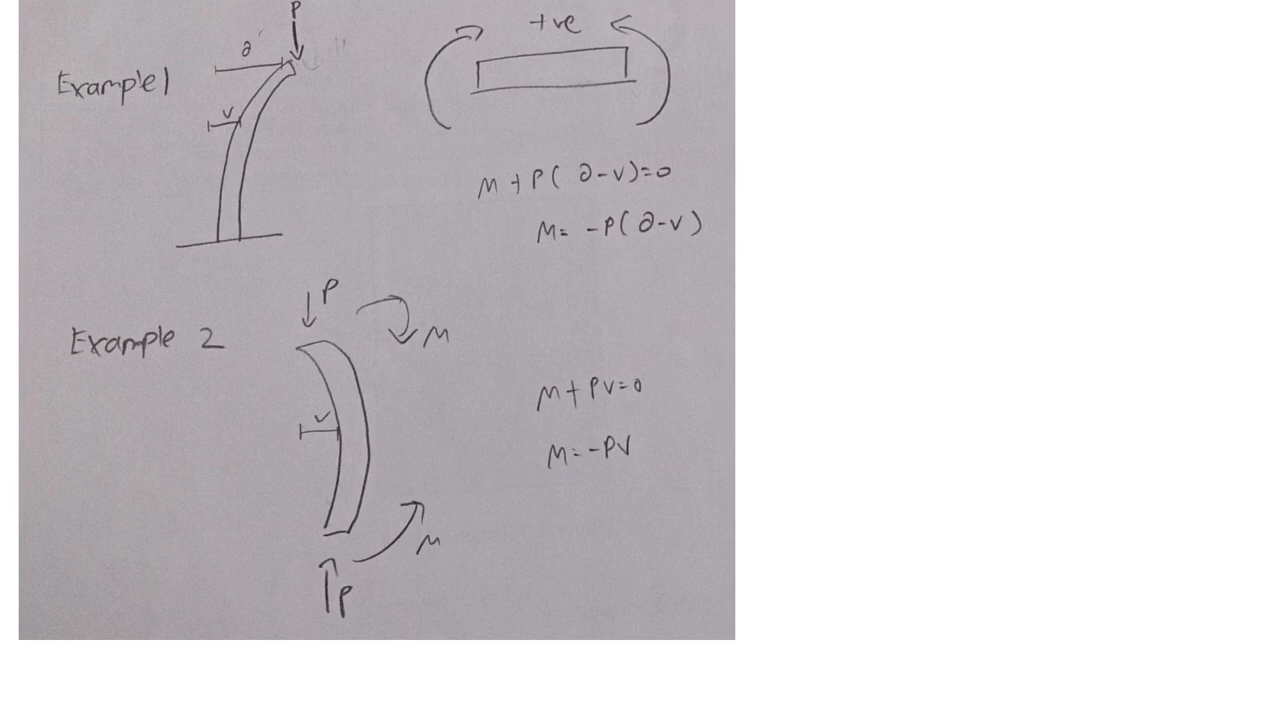 P
∂
Example 1
v
+ve
M + P( ∂-v)=0
M= -P( ∂-v)
P
M
Example 2
v
M + PV=0
M= -PV
M
P